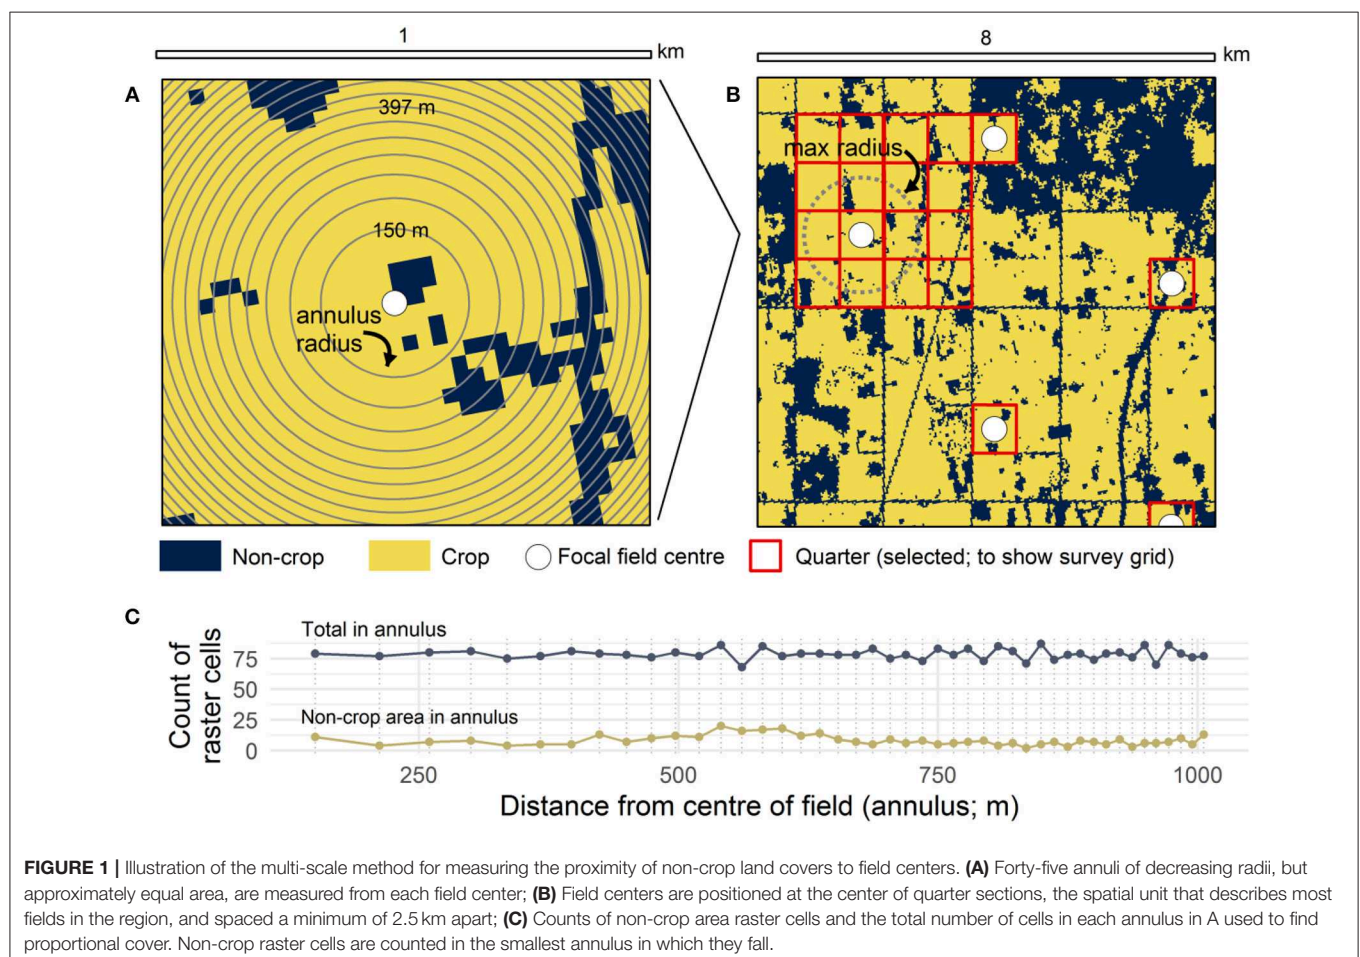 1
km
8
km
A
397 m
150 m
annulus
radius
B
max radius
Non-crop
Crop
Focal field centre
Quarter (selected; to show survey grid)
C
Count of
raster cells
Total in annulus
75
50
Non-crop area in annulus
25
0
250
500
750
1000
Distance from centre of field (annulus; m)
FIGURE 1 | Illustration of the multi-scale method for measuring the proximity of non-crop land covers to field centers. (A) Forty-five annuli of decreasing radii, but
approximately equal area, are measured from each field center; (B) Field centers are positioned at the center of quarter sections, the spatial unit that describes most
fields in the region, and spaced a minimum of 2.5 km apart; (C) Counts of non-crop area raster cells and the total number of cells in each annulus in A used to find
proportional cover. Non-crop raster cells are counted in the smallest annulus in which they fall.